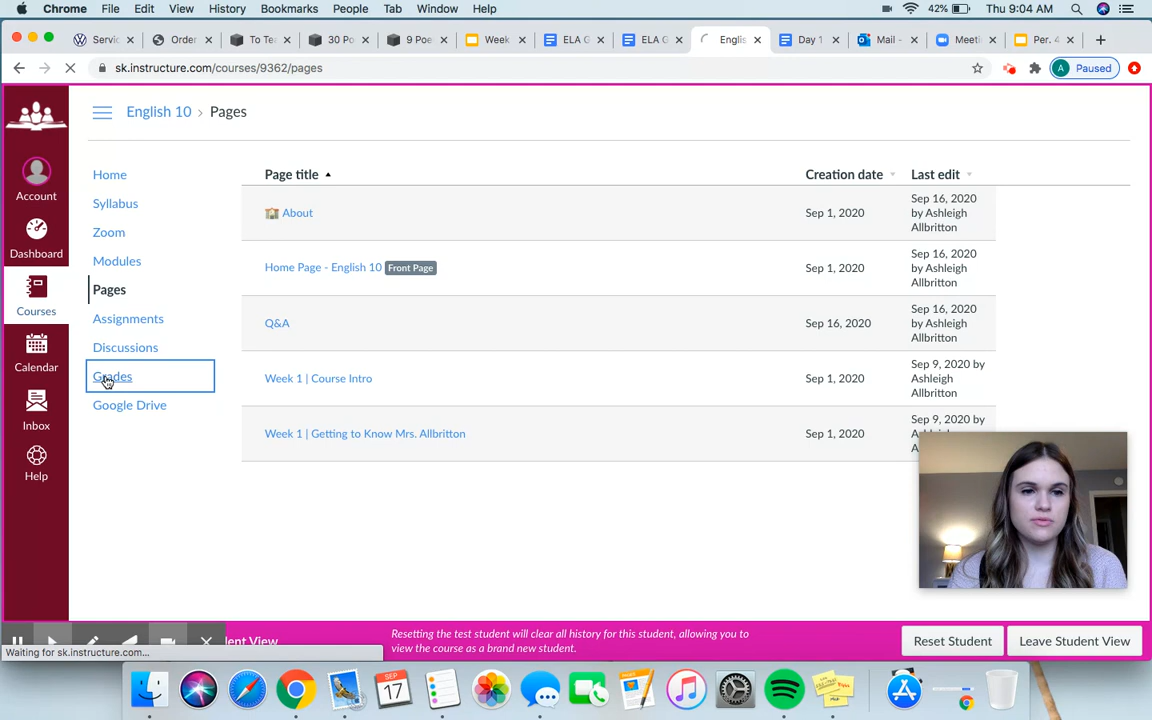 Chrome File Edit View History Bookmarks People Tab Window Help 42% Thu 9:04 AM
Servic Order To Te 30 Po 9 Poe Week ELA G ELA G Englis Day 1 Mail - Meeti Per. 4
sk.instructure.com/courses/9362/pages A Paused
English 10 › Pages
Home
Page title Creation date Last edit
Syllabus
About Sep 1, 2020 Sep 16, 2020
by Ashleigh
Allbritton
Zoom
Modules
Home Page - English 10 Front Page Sep 1, 2020 Sep 16, 2020
by Ashleigh
Allbritton
Pages
Assignments
Q&A Sep 16, 2020 Sep 16, 2020
by Ashleigh
Allbritton
Discussions
Grades
Week 1 | Course Intro Sep 1, 2020 Sep 9, 2020 by
Ashleigh
Allbritton
Google Drive
Week 1 | Getting to Know Mrs. Allbritton Sep 1, 2020 Sep 9, 2020 by
Account
Dashboard
Courses
Calendar
Inbox
Help
dent View
Resetting the test student will clear all history for this student, allowing you to
view the course as a brand new student.
Reset Student Leave Student View
Waiting for sk.instructure.com...
SEP
17